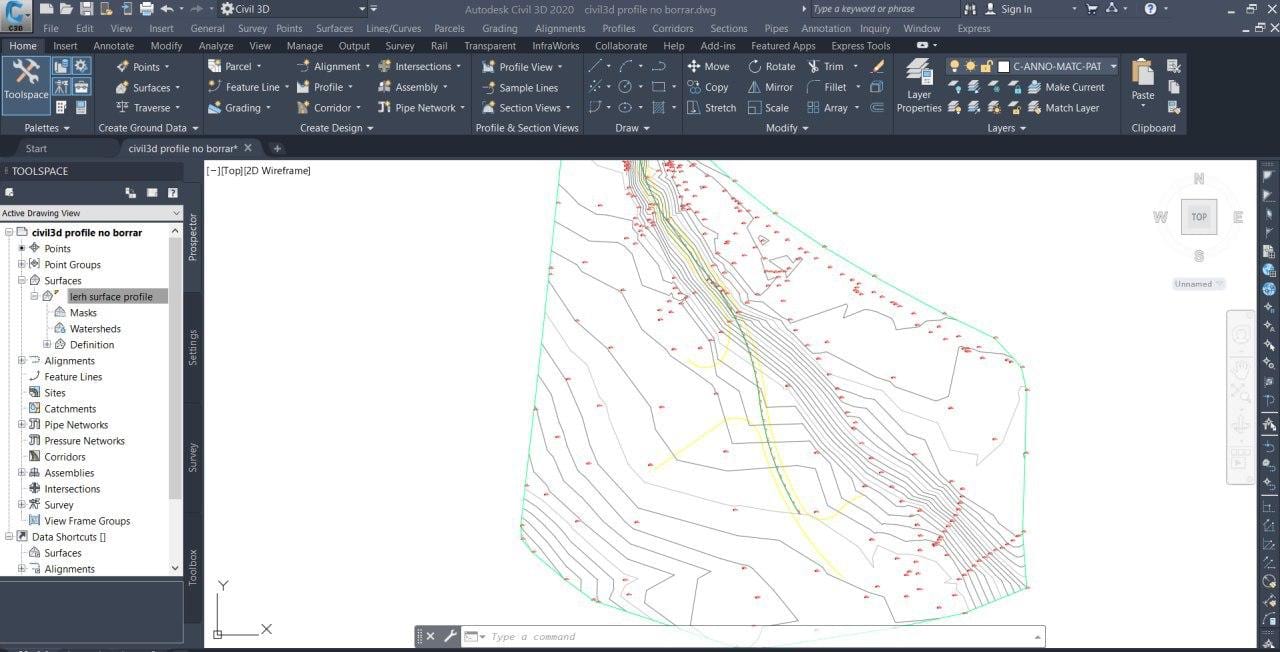 C3D
Civil 3D
Autodesk Civil 3D 2020 civil3d profile no borrar.dwg
Type a keyword or phrase
Sign In
File Edit View Insert General Survey Points Surfaces Lines/Curves Parcels Grading Alignments Profiles Corridors Sections Pipes Annotation Inquiry Window Express
Home Insert Annotate Modify Analyze View Manage Output Survey Rail Transparent InfraWorks Collaborate Help Add-ins Featured Apps Express Tools
Points Parcel Alignment Intersections Profile View Move Rotate Trim C-ANNO-MATC-PAT
Toolspace Surfaces Feature Line Profile Assembly Sample Lines Copy Mirror Fillet Layer Properties Make Current Paste
Traverse Grading Corridor Pipe Network Section Views Stretch Scale Array Match Layer
Palettes Create Ground Data Create Design Profile & Section Views Draw Modify Layers Clipboard
Start civil3d profile no borrar*
TOOLSPACE
[−][Top][2D Wireframe]
Active Drawing View
civil3d profile no borrar
Points
Point Groups
Surfaces
lerh surface profile
Masks
Watersheds
Definition
Alignments
Feature Lines
Sites
Catchments
Pipe Networks
Pressure Networks
Corridors
Assemblies
Intersections
Survey
View Frame Groups
Data Shortcuts []
Surfaces
Alignments
Prospector
Settings
Survey
Toolbox
N
W TOP E
S
Unnamed
Y
X
Type a command